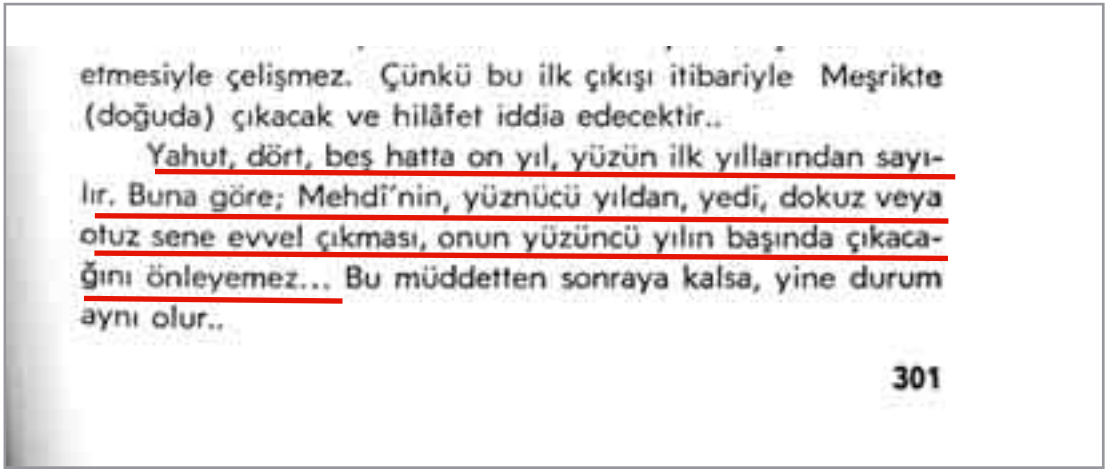 etmesiyle çelişmez. Çünkü bu ilk çıkışı itibariyle Meşrikte
(doğuda) çıkacak ve hilâfet iddia edecektir..
Yahut, dört, beş hatta on yıl, yüzün ilk yıllarından sayı-
lır. Buna göre; Mehdî'nin, yüznücü yıldan, yedi, dokuz veya
otuz sene evvel çıkması, onun yüzüncü yılın başında çıkaca-
ğını önleyemez... Bu müddetten sonraya kalsa, yine durum
aynı olur..
301